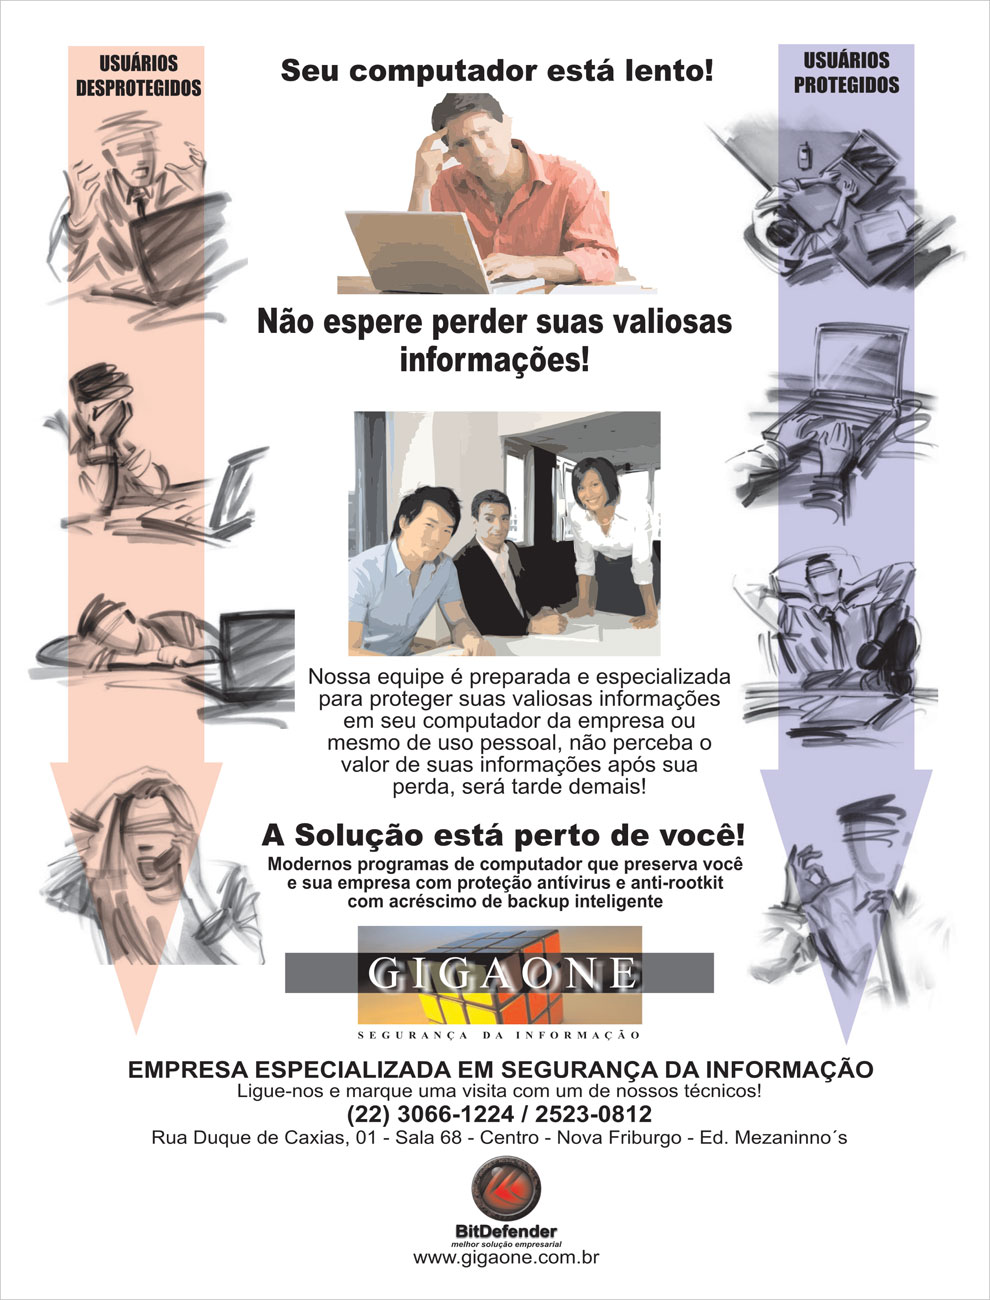 USUÁRIOS
DESPROTEGIDOS
Seu computador está lento!
USUÁRIOS
PROTEGIDOS
Não espere perder suas valiosas
informações!
Nossa equipe é preparada e especializada
para proteger suas valiosas informações
em seu computador da empresa ou
mesmo de uso pessoal, não perceba o
valor de suas informações após sua
perda, será tarde demais!
A Solução está perto de você!
Modernos programas de computador que preserva você
e sua empresa com proteção antívirus e anti-rootkit
com acréscimo de backup inteligente
GIGAONE
SEGURANÇA DA INFORMAÇÃO
EMPRESA ESPECIALIZADA EM SEGURANÇA DA INFORMAÇÃO
Ligue-nos e marque uma visita com um de nossos técnicos!
(22) 3066-1224 / 2523-0812
Rua Duque de Caxias, 01 - Sala 68 - Centro - Nova Friburgo - Ed. Mezaninno´s
BitDefender
melhor solução empresarial
www.gigaone.com.br